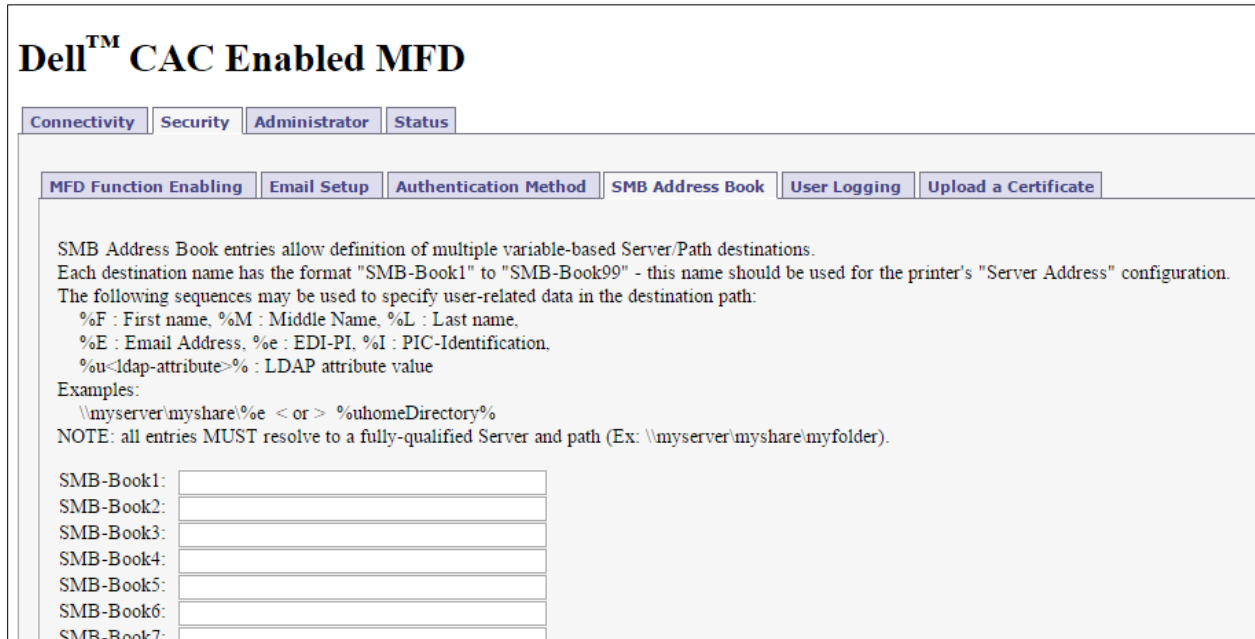 Dell™ CAC Enabled MFD
Connectivity Security Administrator Status
MFD Function Enabling Email Setup Authentication Method SMB Address Book User Logging Upload a Certificate
SMB Address Book entries allow definition of multiple variable-based Server/Path destinations.
Each destination name has the format "SMB-Book1" to "SMB-Book99" - this name should be used for the printer's "Server Address" configuration.
The following sequences may be used to specify user-related data in the destination path:
%F : First name, %M : Middle Name, %L : Last name,
%E : Email Address, %e : EDI-PI, %I : PIC-Identification,
%u<ldap-attribute>% : LDAP attribute value
Examples:
\\myserver\myshare\%e < or > %uhomeDirectory%
NOTE: all entries MUST resolve to a fully-qualified Server and path (Ex: \\myserver\myshare\myfolder).
SMB-Book1:
SMB-Book2:
SMB-Book3:
SMB-Book4:
SMB-Book5:
SMB-Book6:
SMB-Book7: